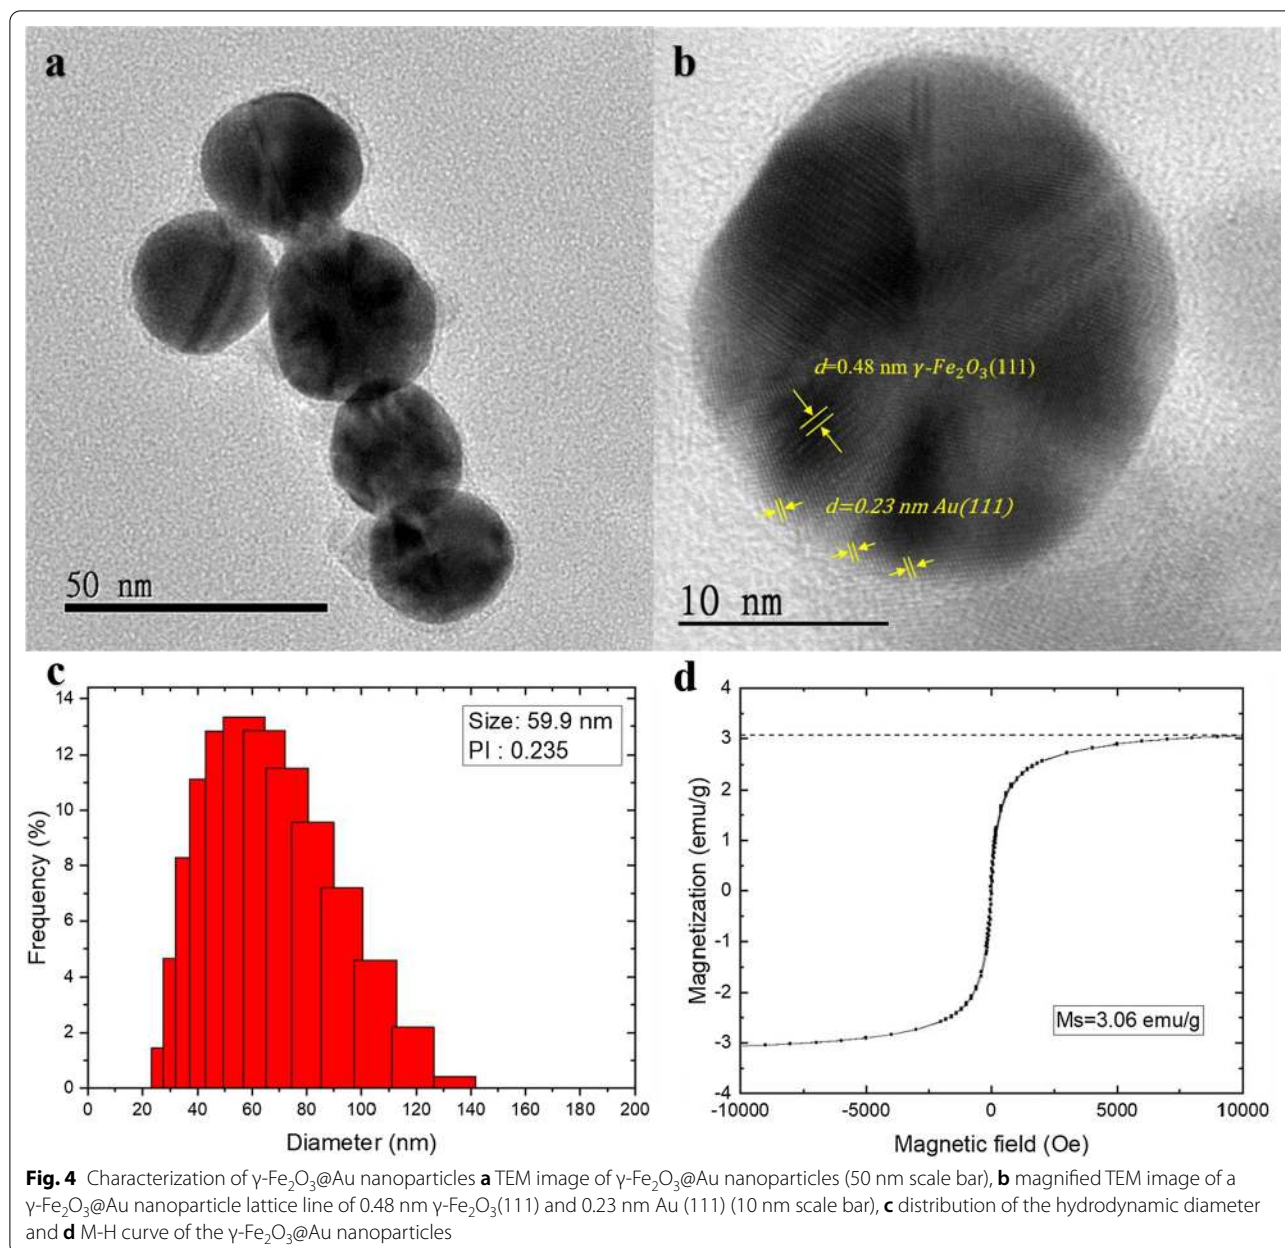 a
50 nm
b
d=0.48 nm γ-Fe₂O₃(111)
d=0.23 nm Au(111)
10 nm
c
Size: 59.9 nm
PI : 0.235
Frequency (%)
14
12
10
8
6
4
2
0
0 20 40 60 80 100 120 140 160 180 200
Diameter (nm)
d
Magnetization (emu/g)
4
3
2
1
0
-1
-2
-3
-4
Ms=3.06 emu/g
-10000 -5000 0 5000 10000
Magnetic field (Oe)
Fig. 4 Characterization of γ-Fe₂O₃@Au nanoparticles a TEM image of γ-Fe₂O₃@Au nanoparticles (50 nm scale bar), b magnified TEM image of a
γ-Fe₂O₃@Au nanoparticle lattice line of 0.48 nm γ-Fe₂O₃(111) and 0.23 nm Au (111) (10 nm scale bar), c distribution of the hydrodynamic diameter
and d M-H curve of the γ-Fe₂O₃@Au nanoparticles